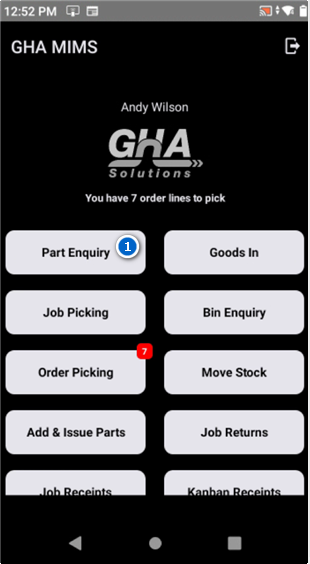 12:52 PM
GHA MIMS
Andy Wilson
GHA
Solutions
You have 7 order lines to pick
Part Enquiry 1 Goods In
Job Picking Bin Enquiry
7
Order Picking Move Stock
Add & Issue Parts Job Returns
Job Receipts Kanban Receipts